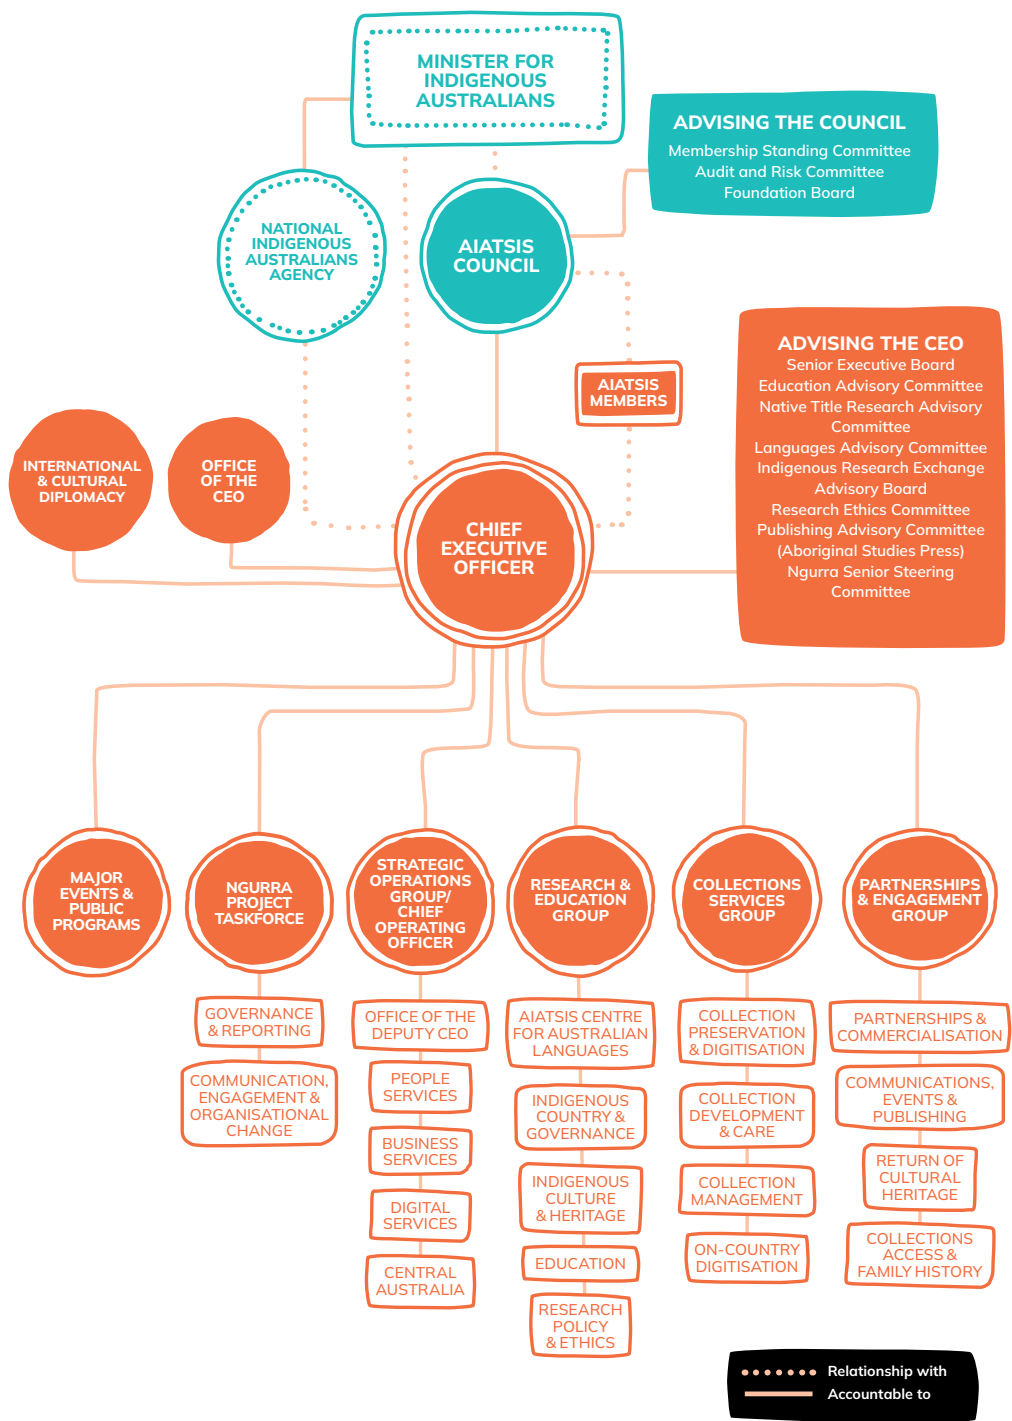 MINISTER FOR
INDIGENOUS
AUSTRALIANS
ADVISING THE COUNCIL
Membership Standing Committee
Audit and Risk Committee
Foundation Board
NATIONAL
INDIGENOUS
AUSTRALIANS
AGENCY
AIATSIS
COUNCIL
AIATSIS
MEMBERS
ADVISING THE CEO
Senior Executive Board
Education Advisory Committee
Native Title Research Advisory
Committee
Languages Advisory Committee
Indigenous Research Exchange
Advisory Board
Research Ethics Committee
Publishing Advisory Committee
(Aboriginal Studies Press)
Ngurra Senior Steering
Committee
INTERNATIONAL
& CULTURAL
DIPLOMACY
OFFICE
OF THE
CEO
CHIEF
EXECUTIVE
OFFICER
MAJOR
EVENTS &
PUBLIC
PROGRAMS
NGURRA
PROJECT
TASKFORCE
GOVERNANCE
& REPORTING
COMMUNICATION,
ENGAGEMENT &
ORGANISATIONAL
CHANGE
STRATEGIC
OPERATIONS
GROUP/
CHIEF
OPERATING
OFFICER
OFFICE OF THE
DEPUTY CEO
PEOPLE
SERVICES
BUSINESS
SERVICES
DIGITAL
SERVICES
CENTRAL
AUSTRALIA
RESEARCH &
EDUCATION
GROUP
AIATSIS CENTRE
FOR AUSTRALIAN
LANGUAGES
INDIGENOUS
COUNTRY &
GOVERNANCE
INDIGENOUS
CULTURE
& HERITAGE
EDUCATION
RESEARCH
POLICY
& ETHICS
COLLECTIONS
SERVICES
GROUP
COLLECTION
PRESERVATION
& DIGITISATION
COLLECTION
DEVELOPMENT
& CARE
COLLECTION
MANAGEMENT
ON-COUNTRY
DIGITISATION
PARTNERSHIPS
& ENGAGEMENT
GROUP
PARTNERSHIPS &
COMMERCIALISATION
COMMUNICATIONS,
EVENTS &
PUBLISHING
RETURN OF
CULTURAL
HERITAGE
COLLECTIONS
ACCESS &
FAMILY HISTORY
Relationship with
Accountable to